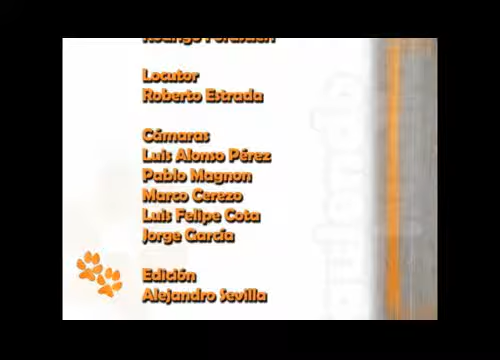 Locutor
Roberto Estrada
Cámaras
Luis Alonso Pérez
Pablo Magnon
Marco Cerezo
Luis Felipe Cota
Jorge García
Edición
Alejandro Sevilla